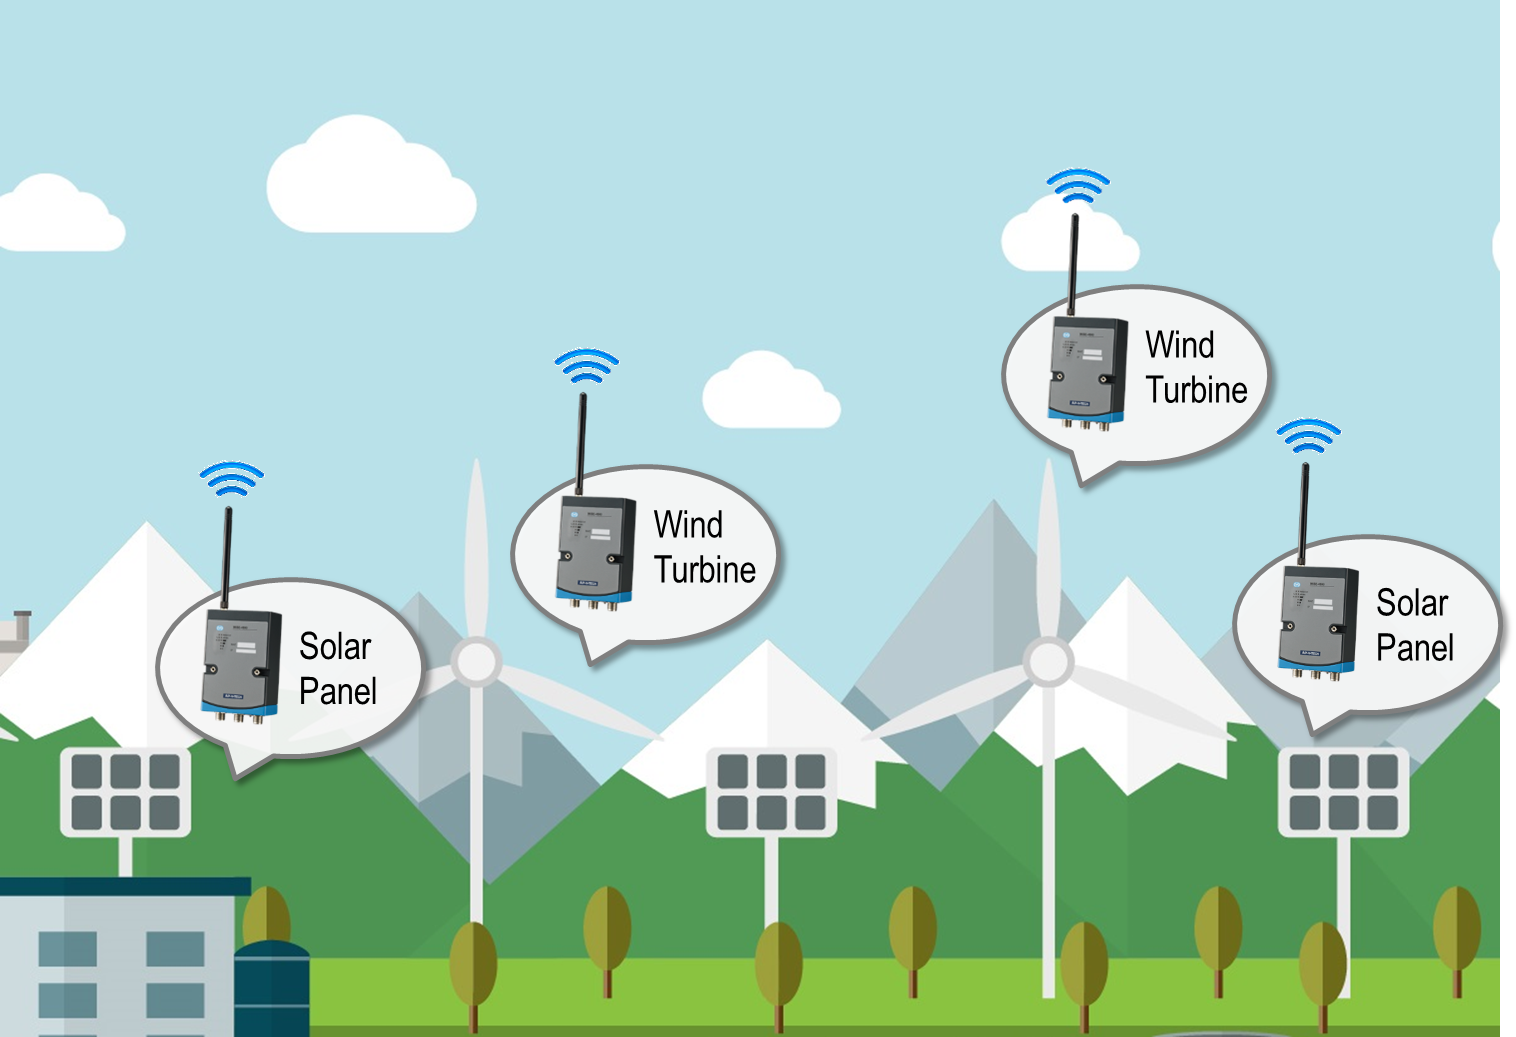 Wind
Turbine
Wind
Turbine
Solar
Panel
Solar
Panel